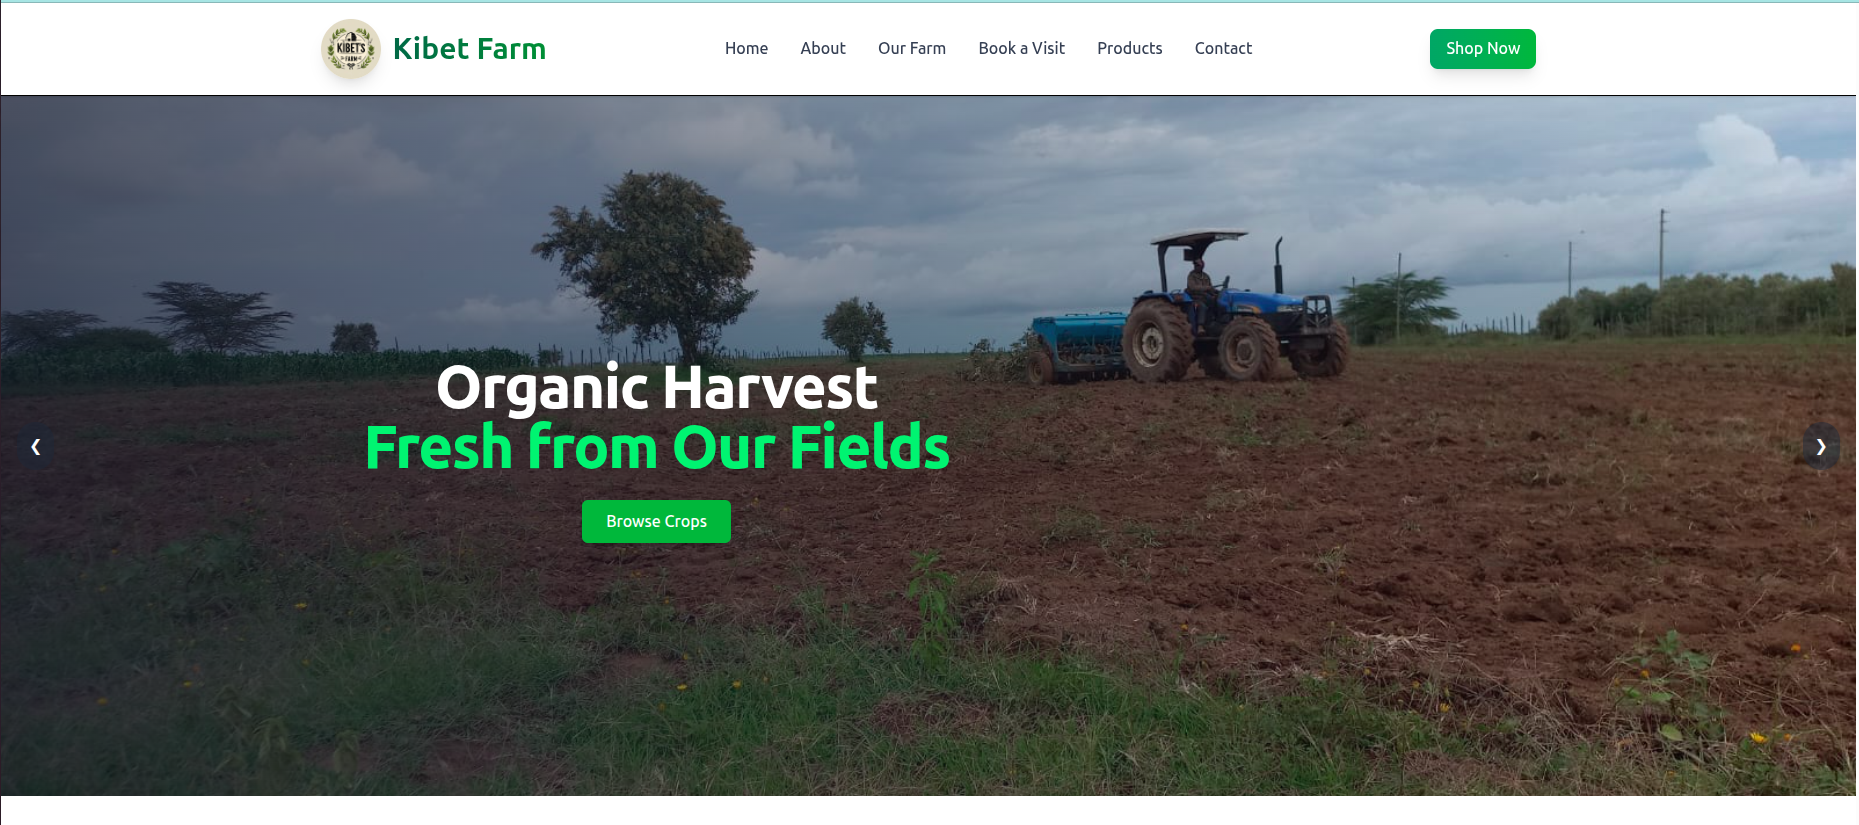 KIBET'S
FARM
Kibet Farm
Home
About
Our Farm
Book a Visit
Products
Contact
Shop Now
Organic Harvest
Fresh from Our Fields
❮
❯
Browse Crops